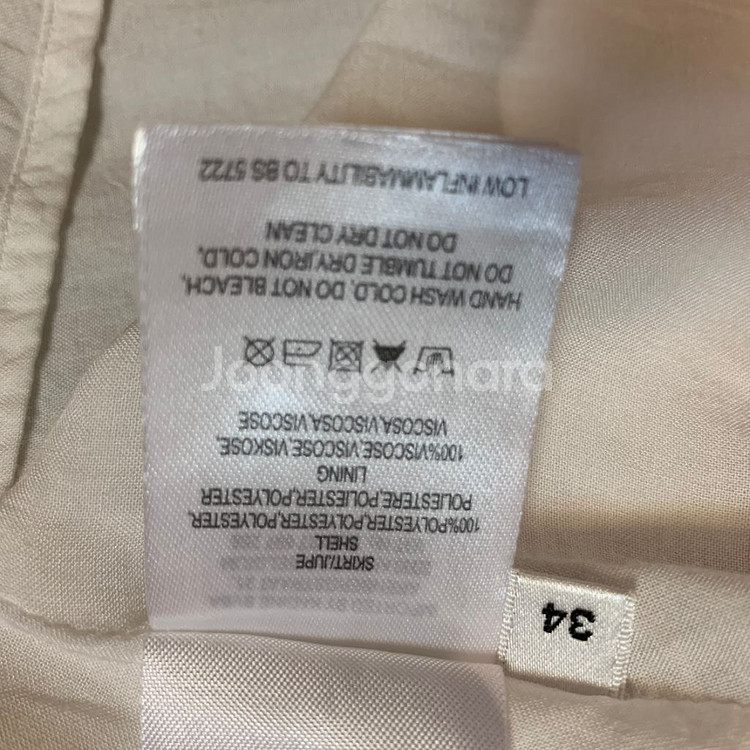 34
SKIRT/JUPE
SHELL
100%POLYESTER,POLYESTER,POLYESTER,
POLIESTERE,POLIESTER,POLYESTER
LINING
100%VISCOSE,VISCOSE,VISKOSE,
VISCOSA,VISCOSA,VISCOSE
HAND WASH COLD, DO NOT BLEACH,
DO NOT TUMBLE DRY,IRON COLD,
DO NOT DRY CLEAN
LOW INFLAMMABILITY TO BS 5722
Joonggonara